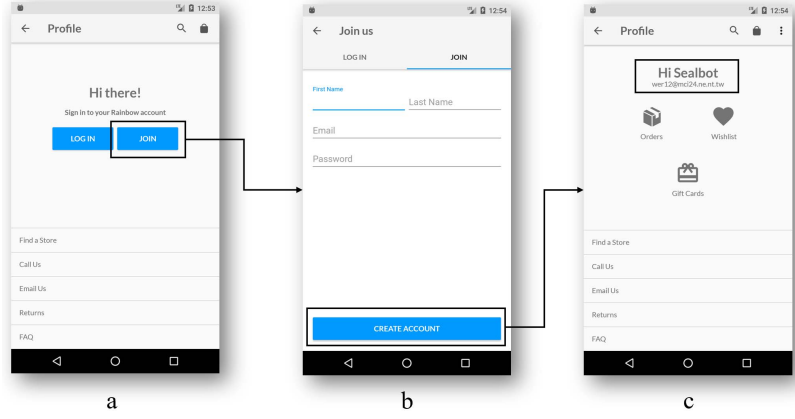 12:53
Profile
Hi there!
Sign in to your Rainbow account
LOG IN JOIN
Find a Store
Call Us
Email Us
Returns
FAQ
a
12:54
Join us
LOG IN JOIN
First Name
Last Name
Email
Password
CREATE ACCOUNT
b
12:54
Profile
Hi Sealbot
wer12@mci24.ne.nt.tw
Orders Wishlist
Gift Cards
Find a Store
Call Us
Email Us
Returns
FAQ
c